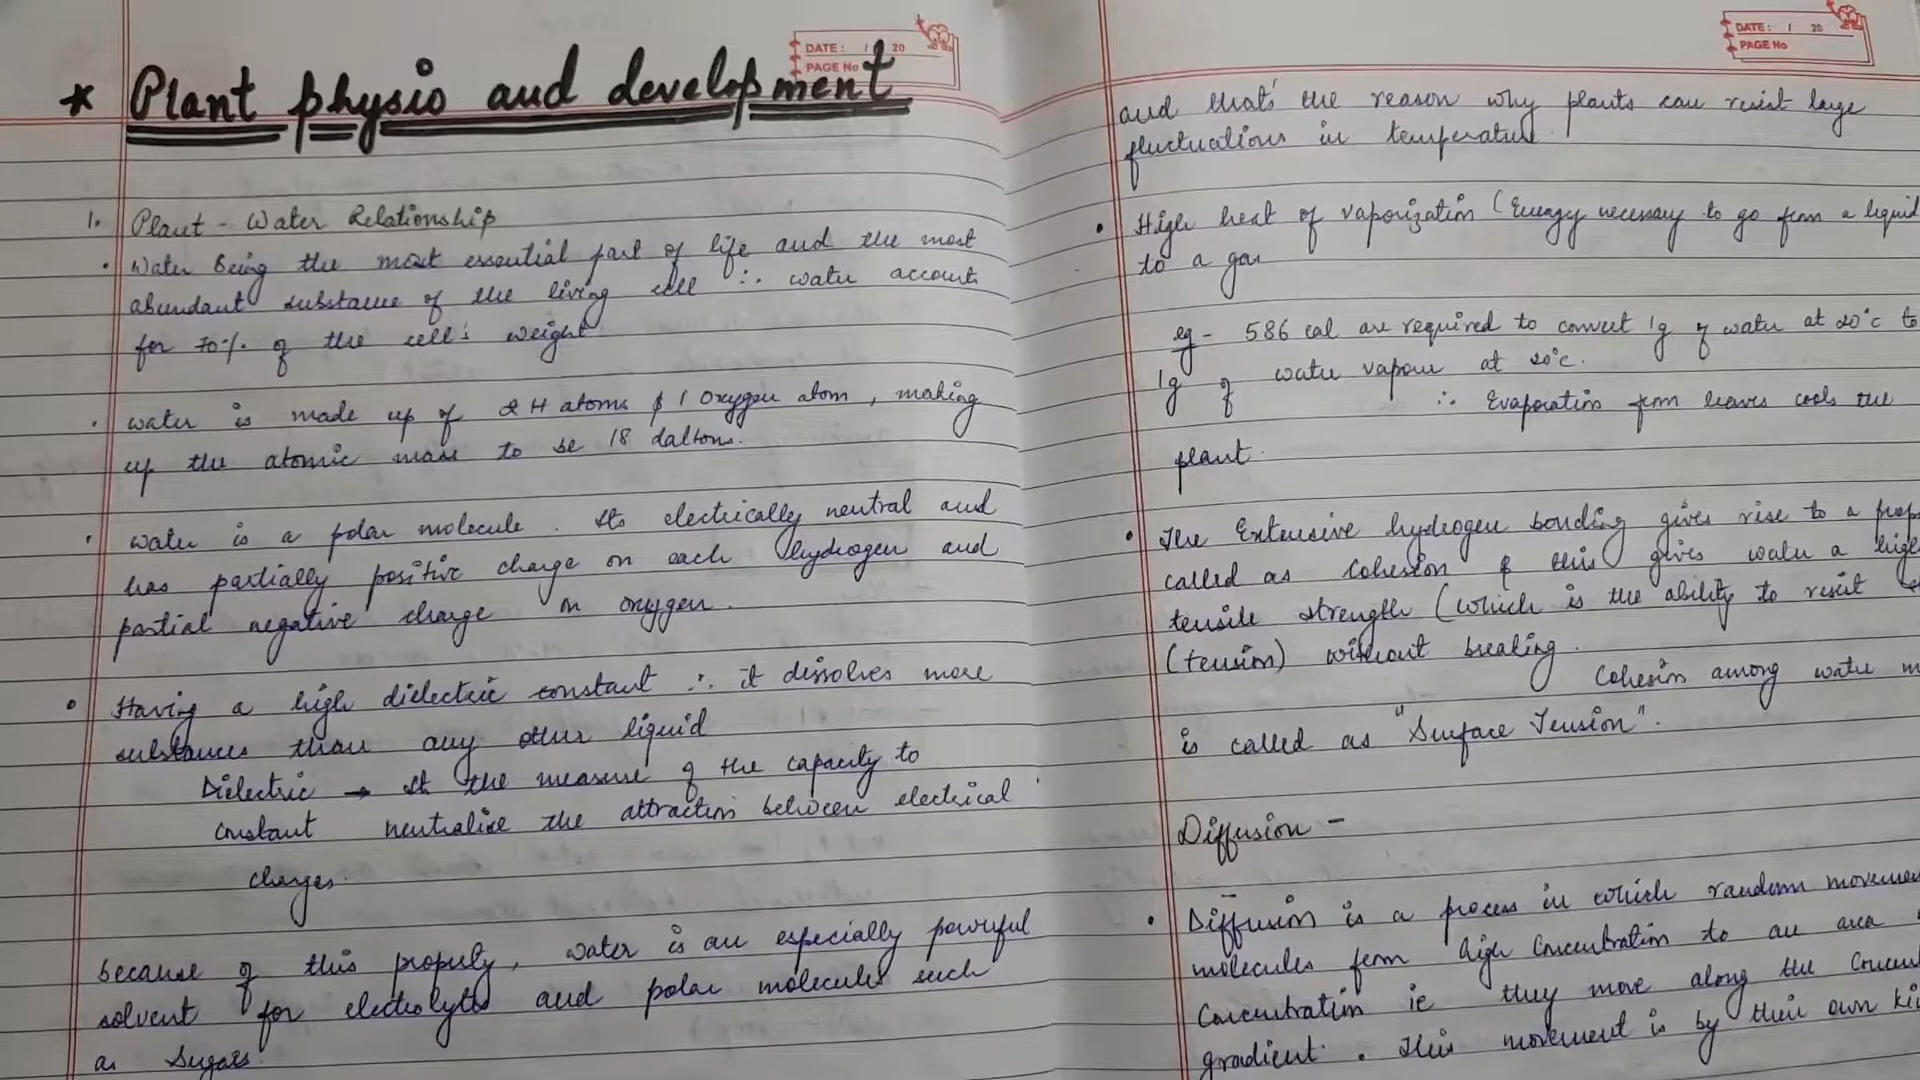 DATE: / 20
PAGE No
* Plant physio and development
1. Plant - Water Relationship
• Water Being the most essential part of life and the most
abundant substance of the living cell ∴ water accounts
for 70% of the cell's weight.
• water is made up of 2 H atoms & 1 Oxygen atom, making
up the atomic mass to be 18 daltons.
• water is a polar molecule. Its electrically neutral and
has partially positive charge on each hydrogen and
partial negative charge on oxygen.
• Having a high dielectric constant ∴ it dissolves more
substances than any other liquid
Dielectric → It the measure of the capacity to
constant neutralise the attraction between electrical
charges.
because of this property, water is an especially powerful
solvent for electrolytes and polar molecules such
as sugars.
DATE: / 20
PAGE No
and that's the reason why plants can resist large
fluctuations in temperature.
• High heat of vaporization (Energy necessary to go from a liquid
to a gas
eg - 586 cal are required to convert 1g of water at 20°c to
1g of water vapour at 20°c.
∴ Evaporation from leaves cools the
plant.
• The Extensive hydrogen bonding gives rise to a
called as Cohesion & this gives water a
tensile strength (which is the ability to resist
(tension) without breaking.
Cohesion among water
is called as "Surface Tension".
Diffusion -
• Diffusion is a process in which random
molecules from high concentration to an area
Concentration ie they move along the
gradient. This movement is by their own